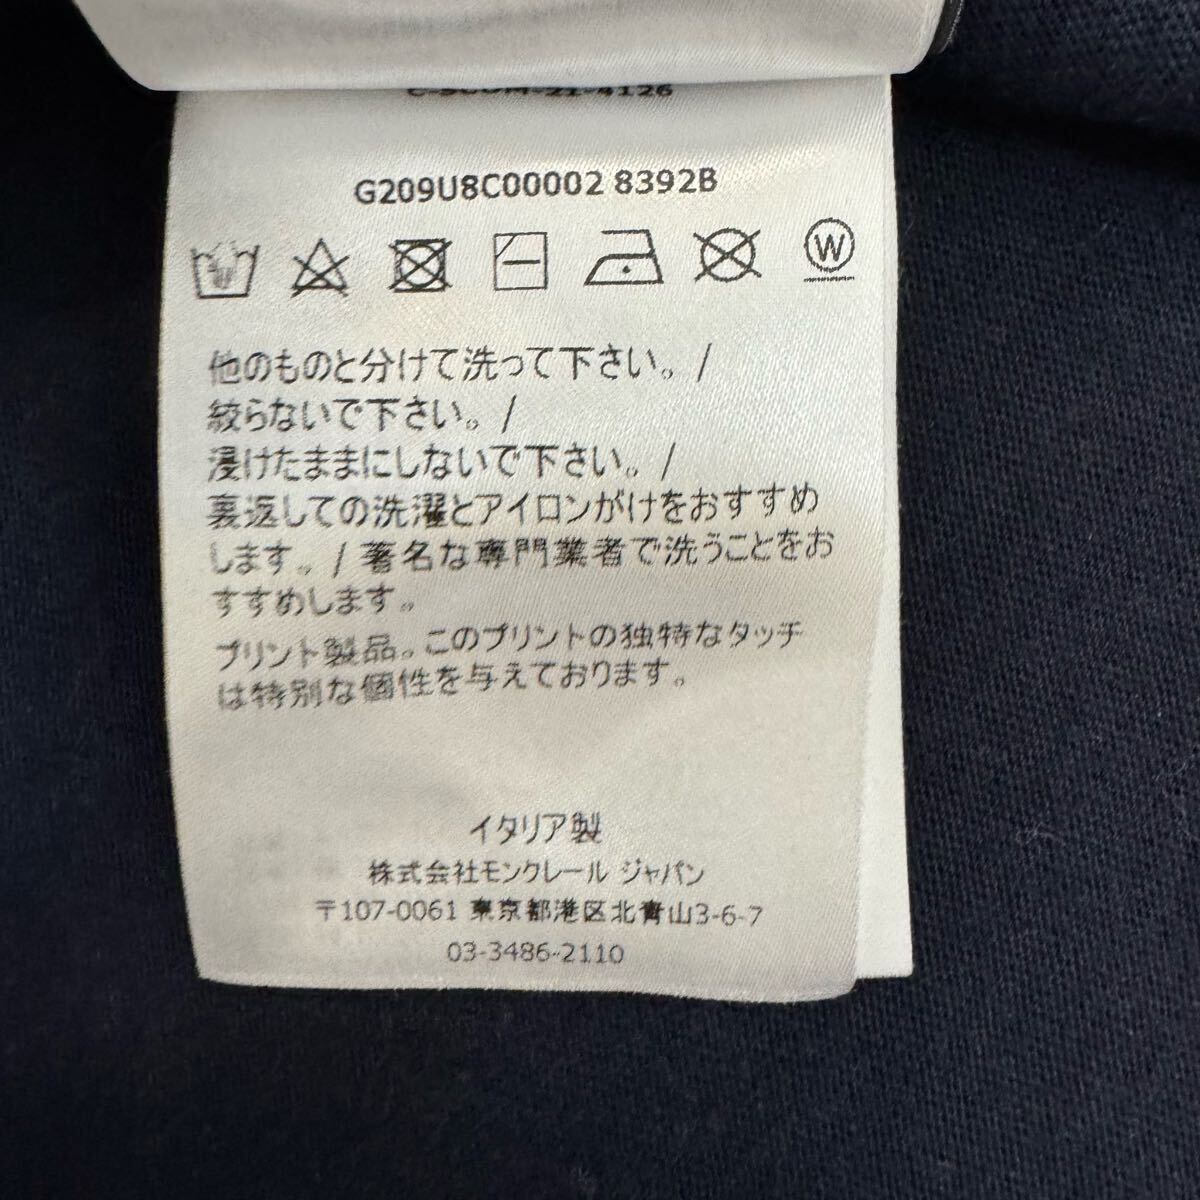 C-SCOM-21-4126
G209U8C00002 8392B
W
他のものと分けて洗って下さい。/
絞らないで下さい。/
浸けたままにしないで下さい。/
裏返しての洗濯とアイロンがけをおすすめ
します。/ 著名な専門業者で洗うことをお
すすめします。
プリント製品。このプリントの独特なタッチ
は特別な個性を与えております。
イタリア製
株式会社モンクレール ジャパン
〒107-0061 東京都港区北青山3-6-7
03-3486-2110